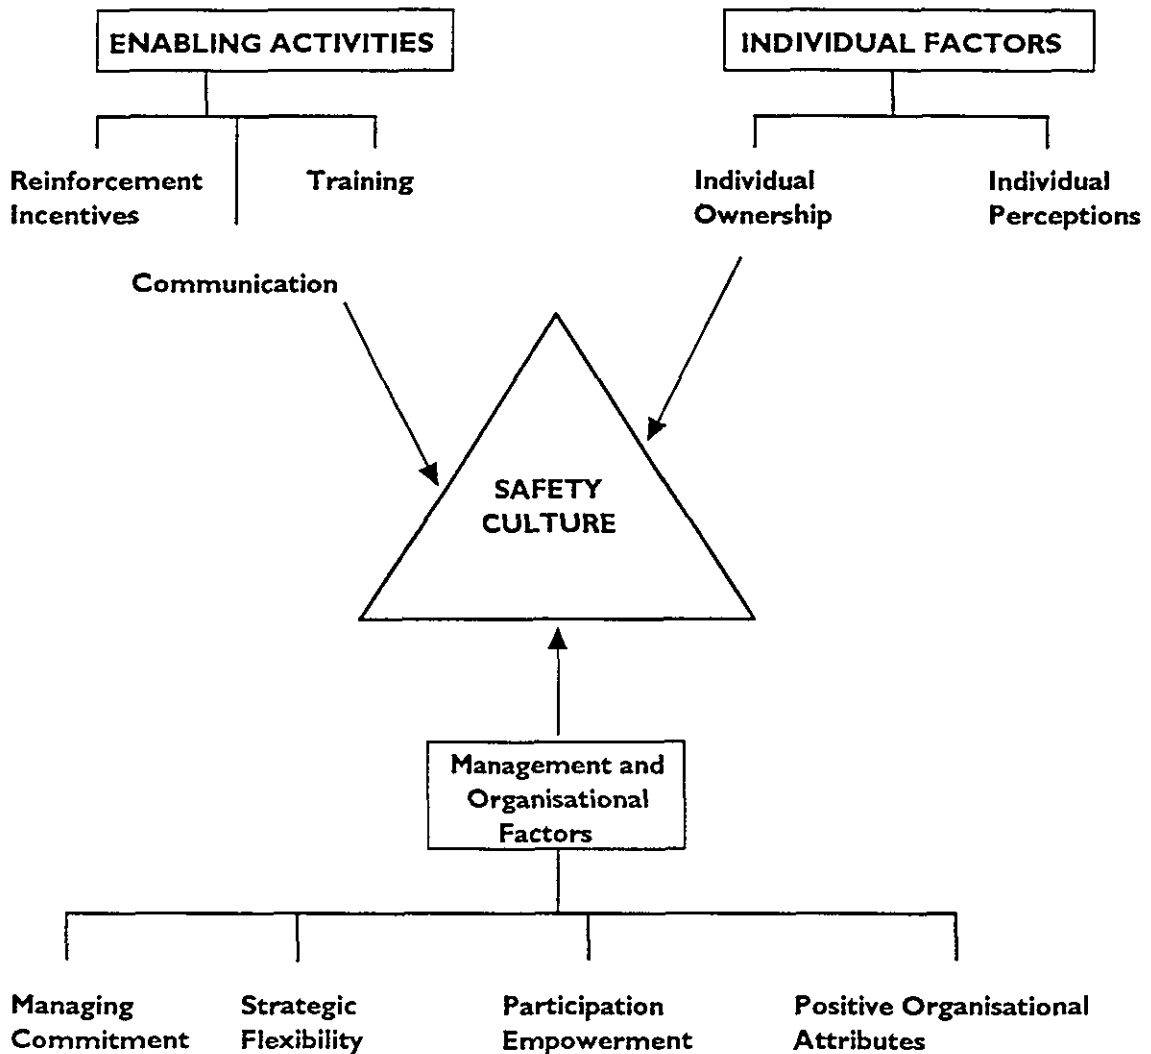 ENABLING ACTIVITIES
INDIVIDUAL FACTORS
Reinforcement
Incentives
Training
Individual
Ownership
Individual
Perceptions
Communication
SAFETY
CULTURE
Management and
Organisational
Factors
Managing
Commitment
Strategic
Flexibility
Participation
Empowerment
Positive Organisational
Attributes